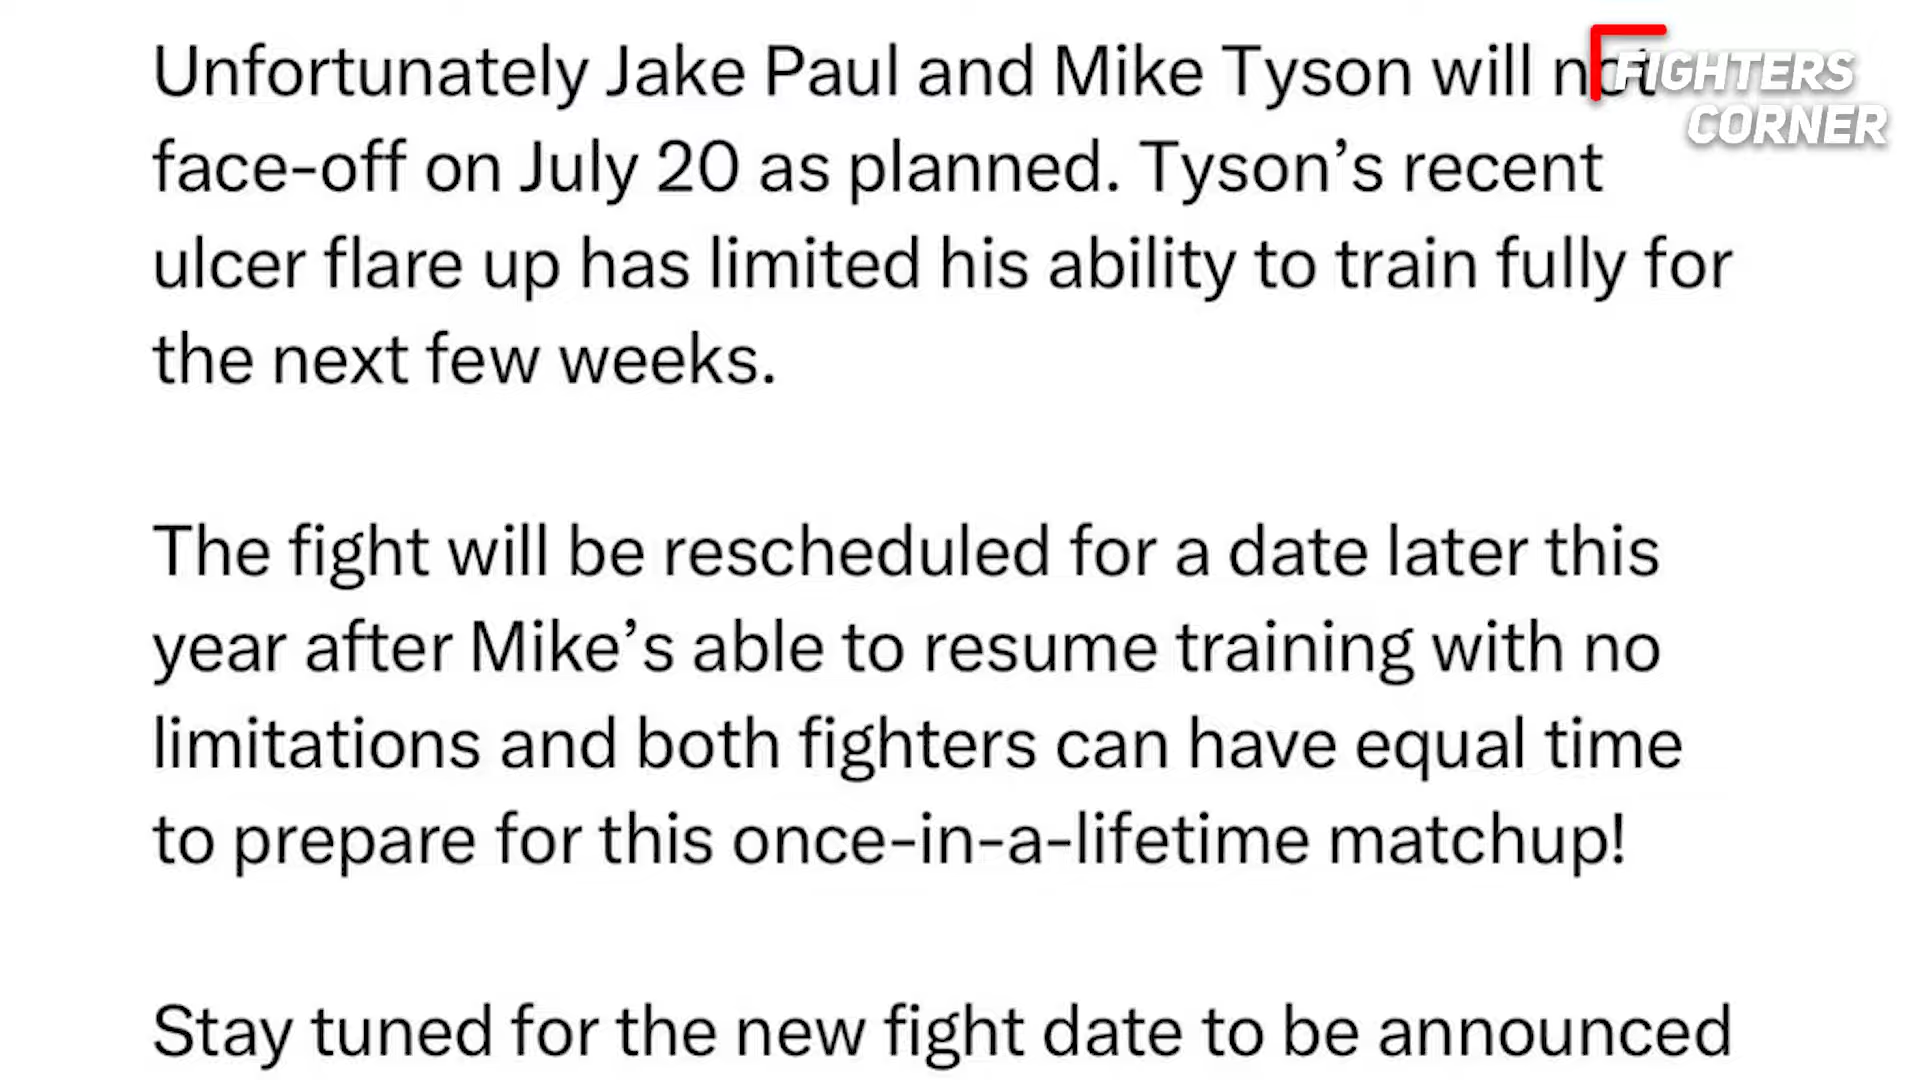 Unfortunately Jake Paul and Mike Tyson will not
FIGHTERS
CORNER
face-off on July 20 as planned. Tyson’s recent
ulcer flare up has limited his ability to train fully for
the next few weeks.
The fight will be rescheduled for a date later this
year after Mike’s able to resume training with no
limitations and both fighters can have equal time
to prepare for this once-in-a-lifetime matchup!
Stay tuned for the new fight date to be announced